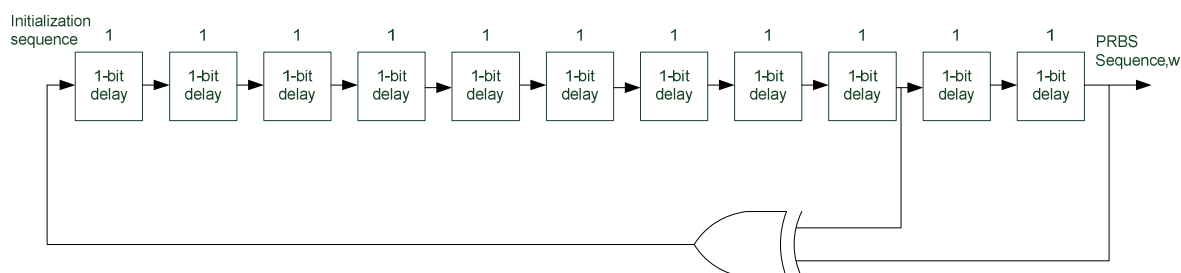 Initialization
sequence
1 1 1 1 1 1 1 1 1 1 1
PRBS
Sequence,w
1-bit delay
1-bit delay
1-bit delay
1-bit delay
1-bit delay
1-bit delay
1-bit delay
1-bit delay
1-bit delay
1-bit delay
1-bit delay